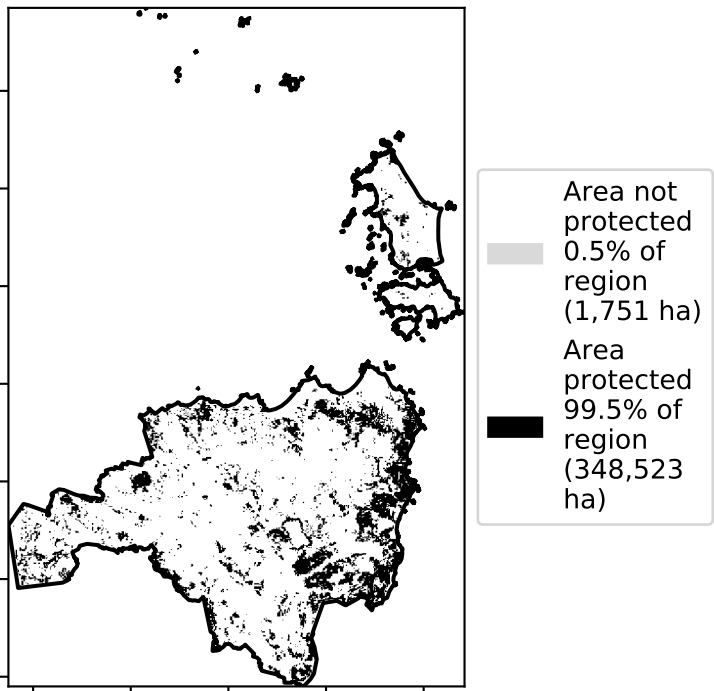 Area not
protected
0.5% of
region
(1,751 ha)
Area
protected
99.5% of
region
(348,523
ha)